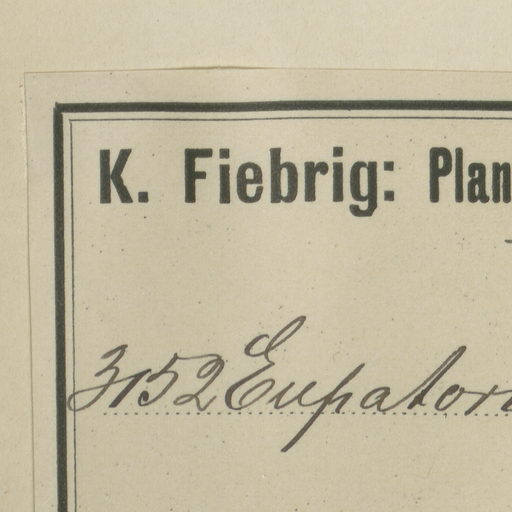 K. Fiebrig: Plan
3152 Eupator